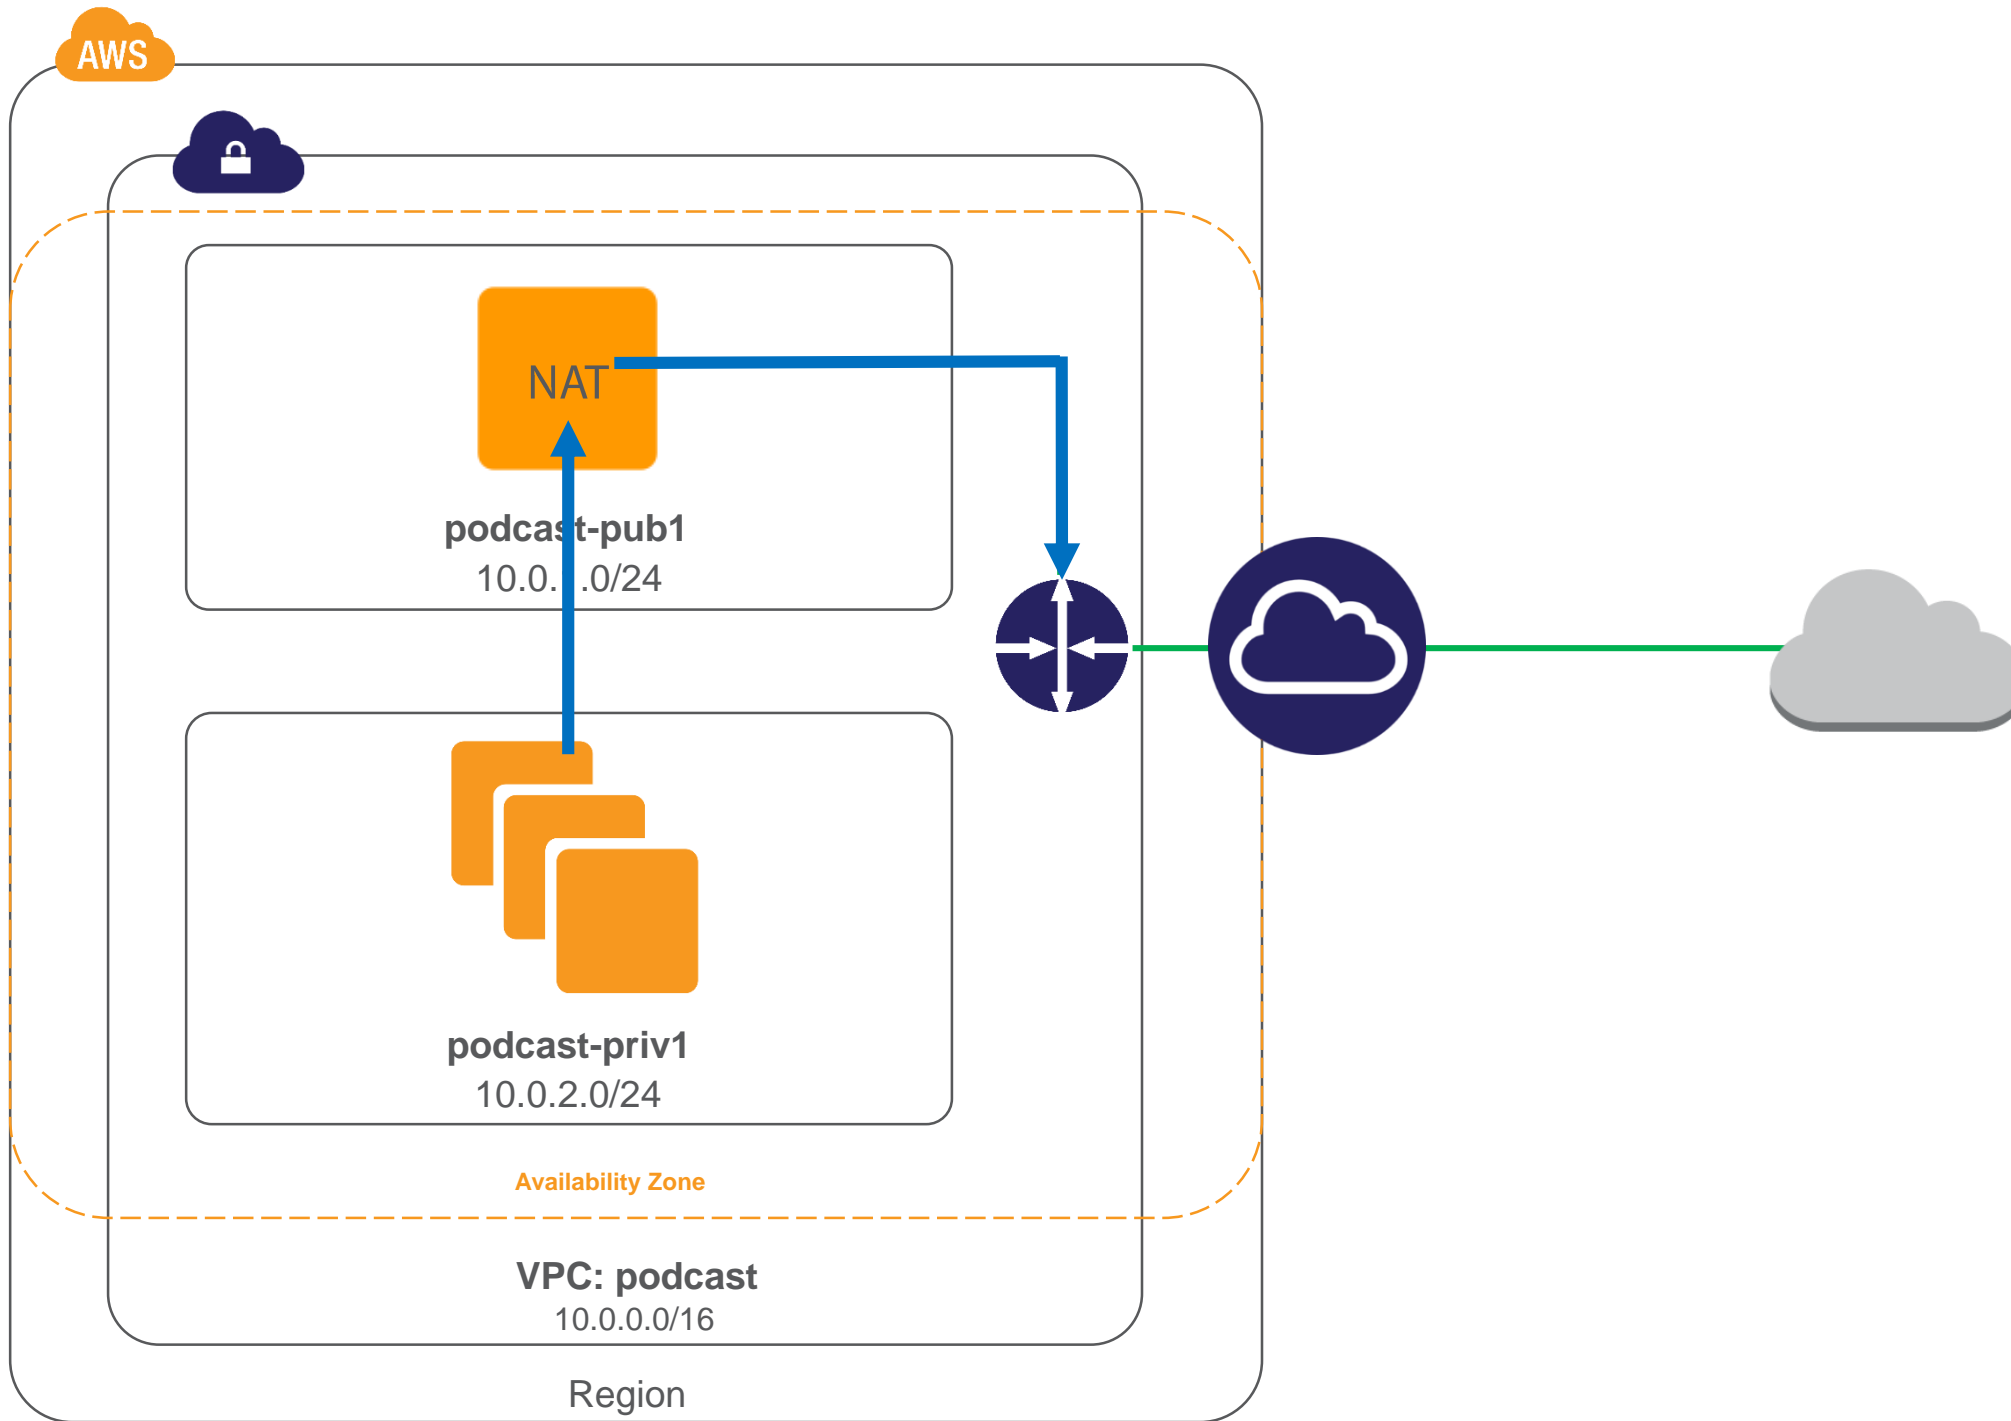 AWS
NAT
podcast-pub1
10.0. .0/24
podcast-priv1
10.0.2.0/24
Availability Zone
VPC: podcast
10.0.0.0/16
Region